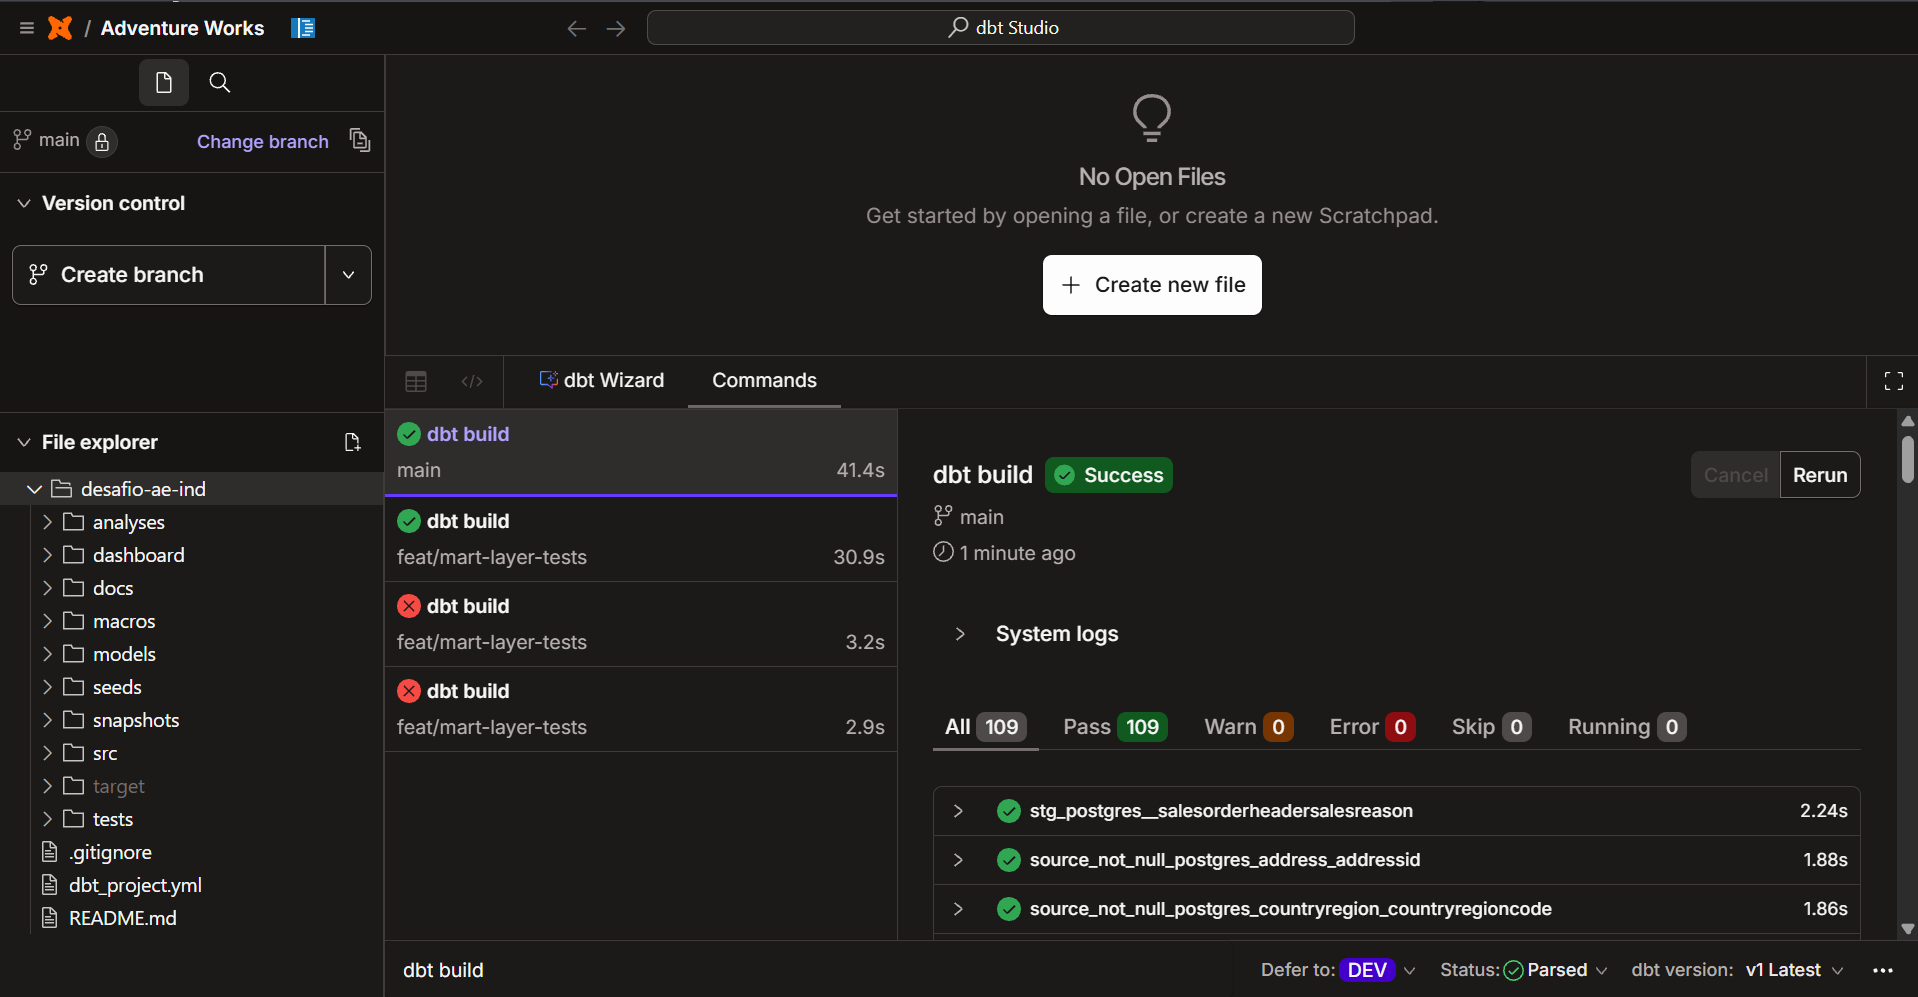 / Adventure Works
dbt Studio
main
Change branch
Version control
Create branch
File explorer
desafio-ae-ind
analyses
dashboard
docs
macros
models
seeds
snapshots
src
target
tests
.gitignore
dbt_project.yml
README.md
No Open Files
Get started by opening a file, or create a new Scratchpad.
+ Create new file
</> dbt Wizard Commands
dbt build
main 41.4s
dbt build
feat/mart-layer-tests 30.9s
dbt build
feat/mart-layer-tests 3.2s
dbt build
feat/mart-layer-tests 2.9s
dbt build Success Cancel Rerun
main
1 minute ago
System logs
All 109 Pass 109 Warn 0 Error 0 Skip 0 Running 0
stg_postgres__salesorderheadersalesreason 2.24s
source_not_null_postgres_address_addressid 1.88s
source_not_null_postgres_countryregion_countryregioncode 1.86s
dbt build Defer to: DEV Status: Parsed dbt version: v1 Latest ...